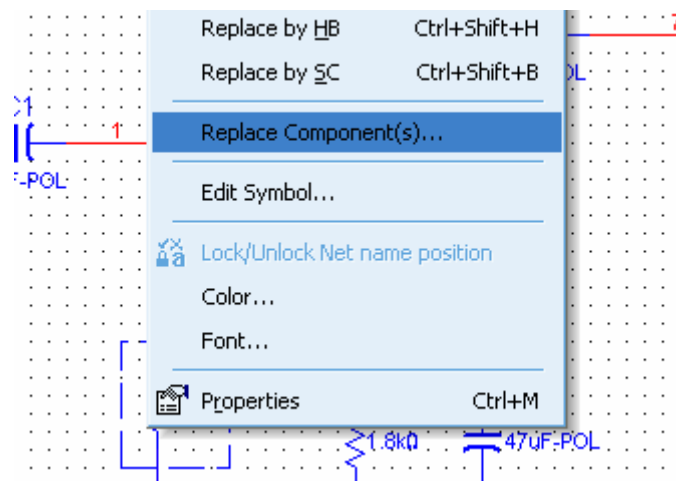 Replace by HB Ctrl+Shift+H
Replace by SC Ctrl+Shift+B
Replace Component(s)...
1
F-POL
Edit Symbol...
Lock/Unlock Net name position
Color...
Font...
Properties Ctrl+M
1.8kΩ
47uF-POL